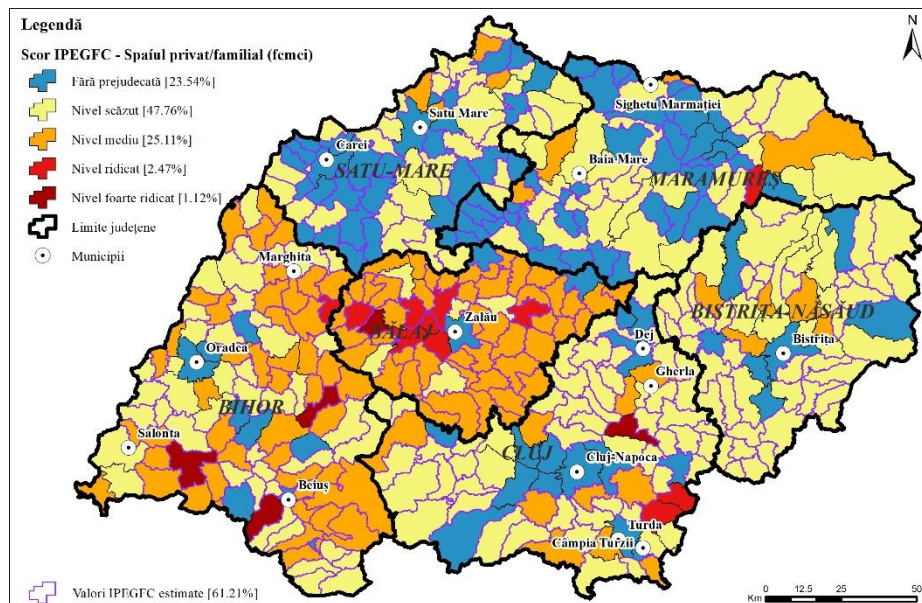 Legendă
Scor IPEGFC - Spaíul privat/familial (femei)
Fără prejudecată [23.54%]
Nivel scăzut [47.76%]
Nivel mediu [25.11%]
Nivel ridicat [2.47%]
Nivel foarte ridicat [1.12%]
Limite județene
Municipii
N
Satu Mare
Sighetu Marmației
Carei
SATU-MARE
Baia Mare
MARAMUREȘ
Marghita
Zalău
SĂLAJ
BISTRIȚA-NĂSĂUD
Bistrița
Dej
Oradea
Gherla
BIHOR
Salonta
CLUJ
Cluj-Napoca
Beiuș
Turda
Câmpia Turzii
Valori IPEGFC estimate [61.21%]
0 12.5 25 50
Km